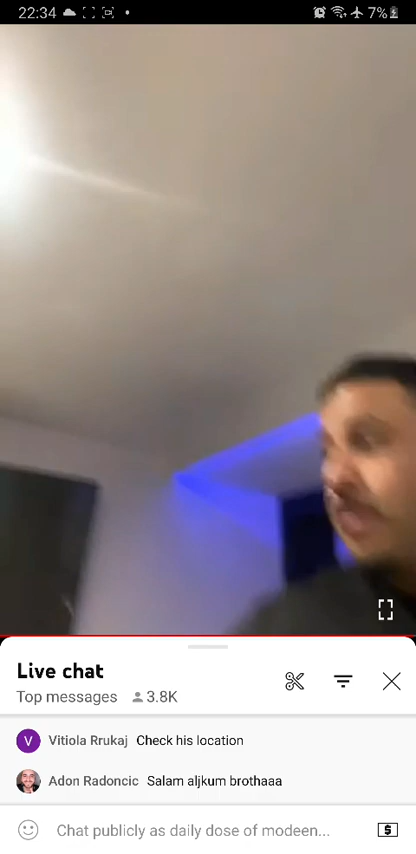 22:34
7%
Live chat
Top messages 3.8K
V Vitiola Rrukaj Check his location
Adon Radoncic Salam aljkum brothaaa
Chat publicly as daily dose of modeen...
$